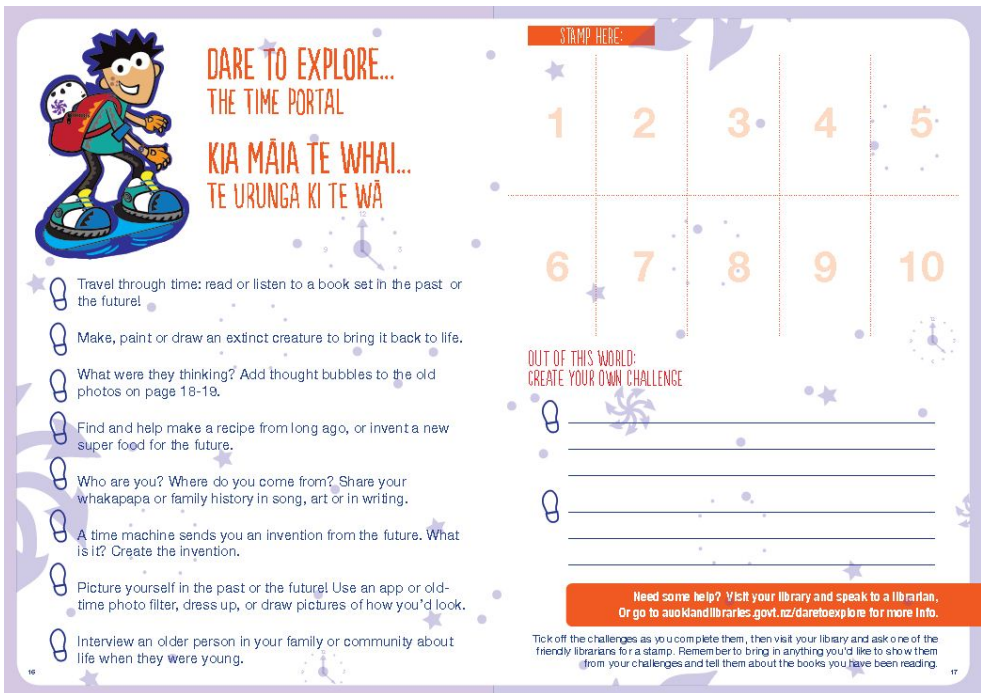 DARE TO EXPLORE...
THE TIME PORTAL
KIA MĀIA TE WHAI...
TE URUNGA KI TE WĀ
Travel through time: read or listen to a book set in the past or
the future!
Make, paint or draw an extinct creature to bring it back to life.
What were they thinking? Add thought bubbles to the old
photos on page 18-19.
Find and help make a recipe from long ago, or invent a new
super food for the future.
Who are you? Where do you come from? Share your
whakapapa or family history in song, art or in writing.
A time machine sends you an invention from the future. What
is it? Create the invention.
Picture yourself in the past or the future! Use an app or old-
time photo filter, dress up, or draw pictures of how you'd look.
Interview an older person in your family or community about
life when they were young.
16
STAMP HERE:
1 2 3 4 5
6 7 8 9 10
OUT OF THIS WORLD:
CREATE YOUR OWN CHALLENGE
Need some help? Visit your library and speak to a librarian,
Or go to aucklandlibraries.govt.nz/daretoexplore for more info.
Tick off the challenges as you complete them, then visit your library and ask one of the
friendly librarians for a stamp. Remember to bring in anything you'd like to show them
from your challenges and tell them about the books you have been reading.
17